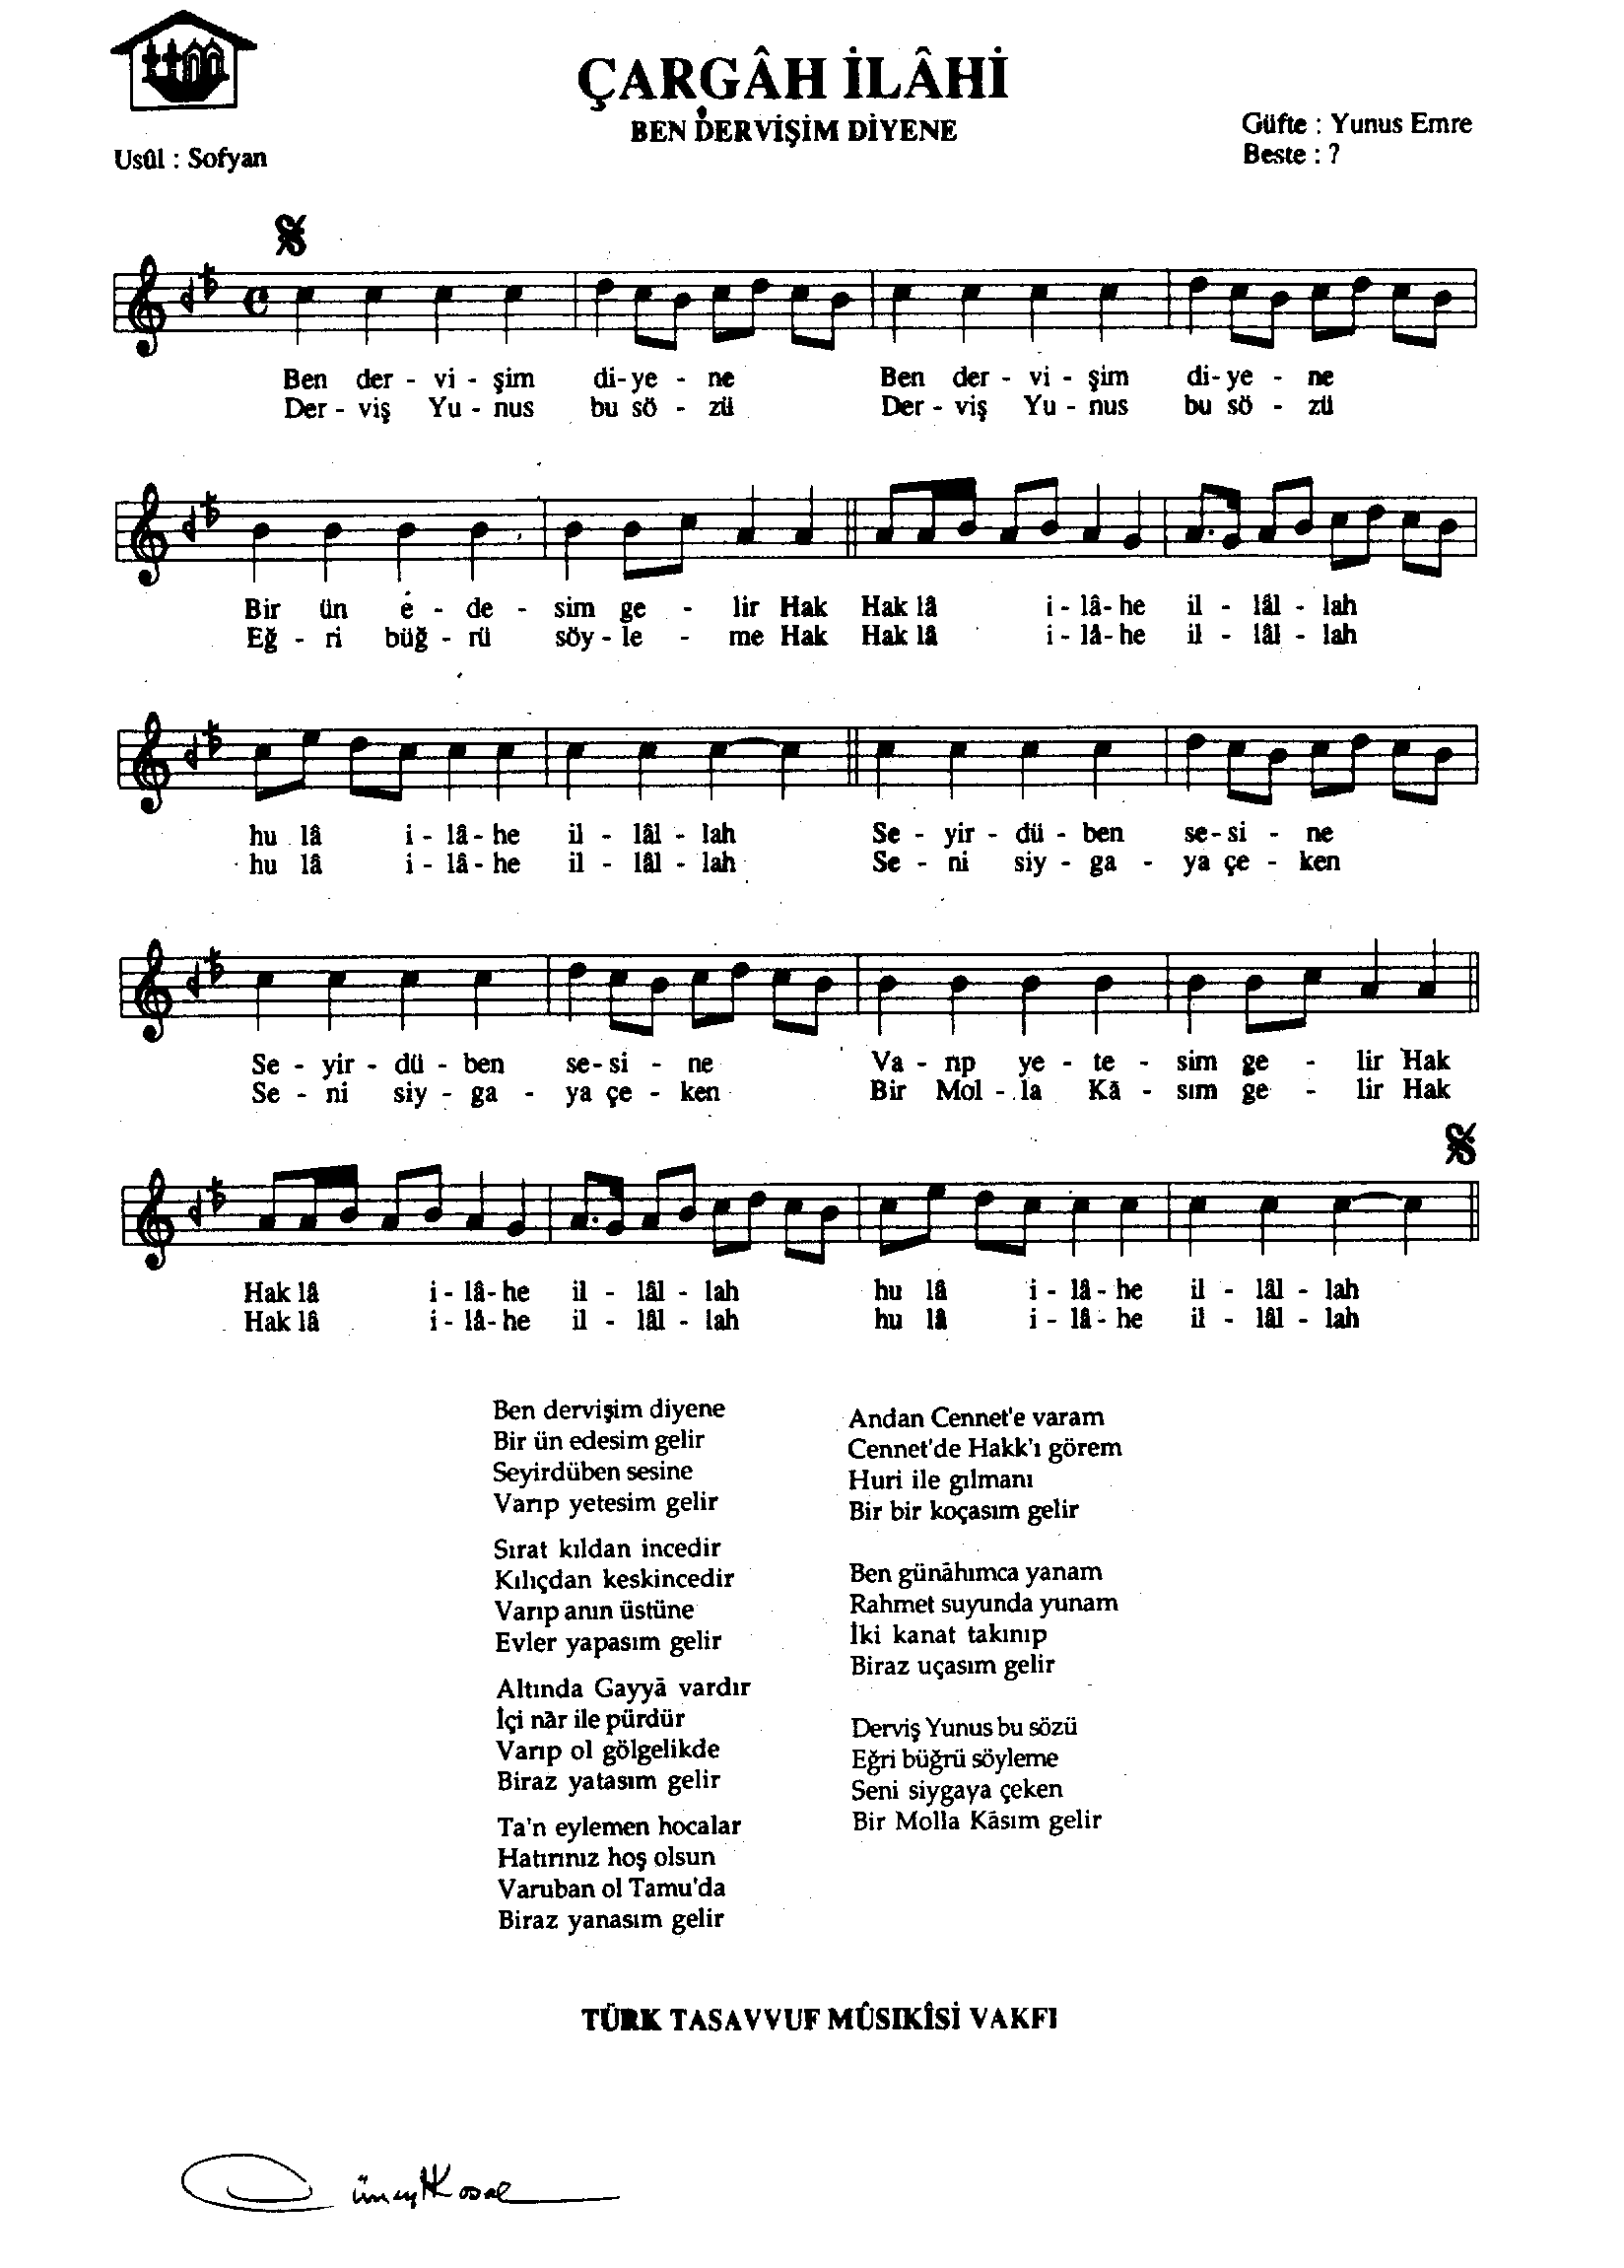 ttmv
ÇARGÂH İLÂHİ
BEN DERVİŞİM DİYENE
Güfte : Yunus Emre
Usûl : Sofyan
Beste : ?
Ben der - vi - şim di-ye - ne Ben der - vi - şim di-ye - ne
Der - viş Yu - nus bu sö - zü Der - viş Yu - nus bu sö - zü
Bir ün e - de - sim ge - lir Hak Hak lâ i - lâ-he il - lâl - lah
Eğ - ri büğ - rü söy - le - me Hak Hak lâ i - lâ-he il - lâl - lah
hu lâ i - lâ-he il - lâl - lah Se - yir - dü - ben se-si - ne
hu lâ i - lâ-he il - lâl - lah Se - ni siy - ga - ya çe - ken
Se - yir - dü - ben se-si - ne Va - rıp ye - te - sim ge - lir Hak
Se - ni siy - ga - ya çe - ken Bir Mol - la Kā - sım ge - lir Hak
Hak lâ i - lâ-he il - lâl - lah hu lâ i - lâ - he il - lâl - lah
Hak lâ i - lâ-he il - lâl - lah hu lâ i - lâ - he il - lâl - lah
Ben dervişim diyene
Bir ün edesim gelir
Seyirdüben sesine
Varıp yetesim gelir
Sırat kıldan incedir
Kılıçdan keskincedir
Varıp anın üstüne
Evler yapasım gelir
Altında Gayyā vardır
İçi nār ile pürdür
Varıp ol gölgelikde
Biraz yatasım gelir
Ta'n eylemen hocalar
Hatırınız hoş olsun
Varuban ol Tamu'da
Biraz yanasım gelir
Andan Cennet'e varam
Cennet'de Hakk'ı görem
Huri ile gılmanı
Bir bir koçasım gelir
Ben günāhımca yanam
Rahmet suyunda yunam
İki kanat takınıp
Biraz uçasım gelir
Derviş Yunus bu sözü
Eğri büğrü söyleme
Seni siygaya çeken
Bir Molla Kāsım gelir
TÜRK TASAVVUF MÛSIKÎSİ VAKFI
Cüneyt Kosal